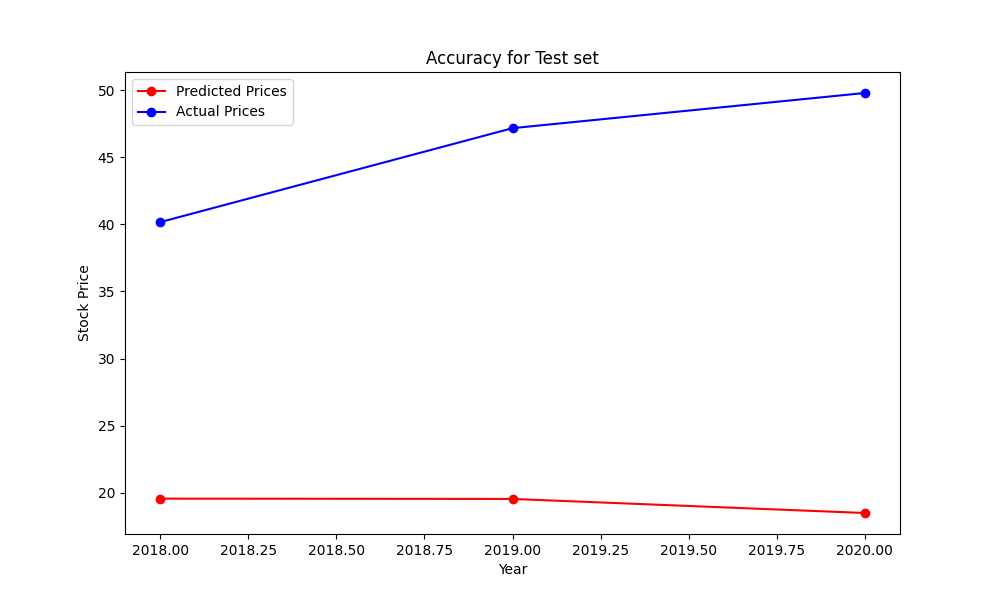 Accuracy for Test set
Predicted Prices
Actual Prices
Stock Price
50
45
40
35
30
25
20
2018.00 2018.25 2018.50 2018.75 2019.00 2019.25 2019.50 2019.75 2020.00
Year